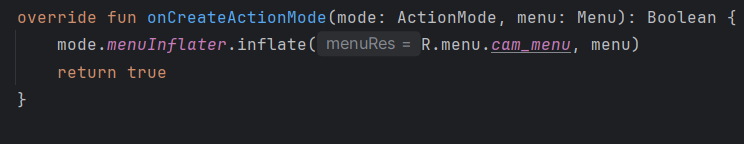 override fun onCreateActionMode(mode: ActionMode, menu: Menu): Boolean {
mode.menuInflater.inflate( menuRes = R.menu.cam_menu, menu)
return true
}